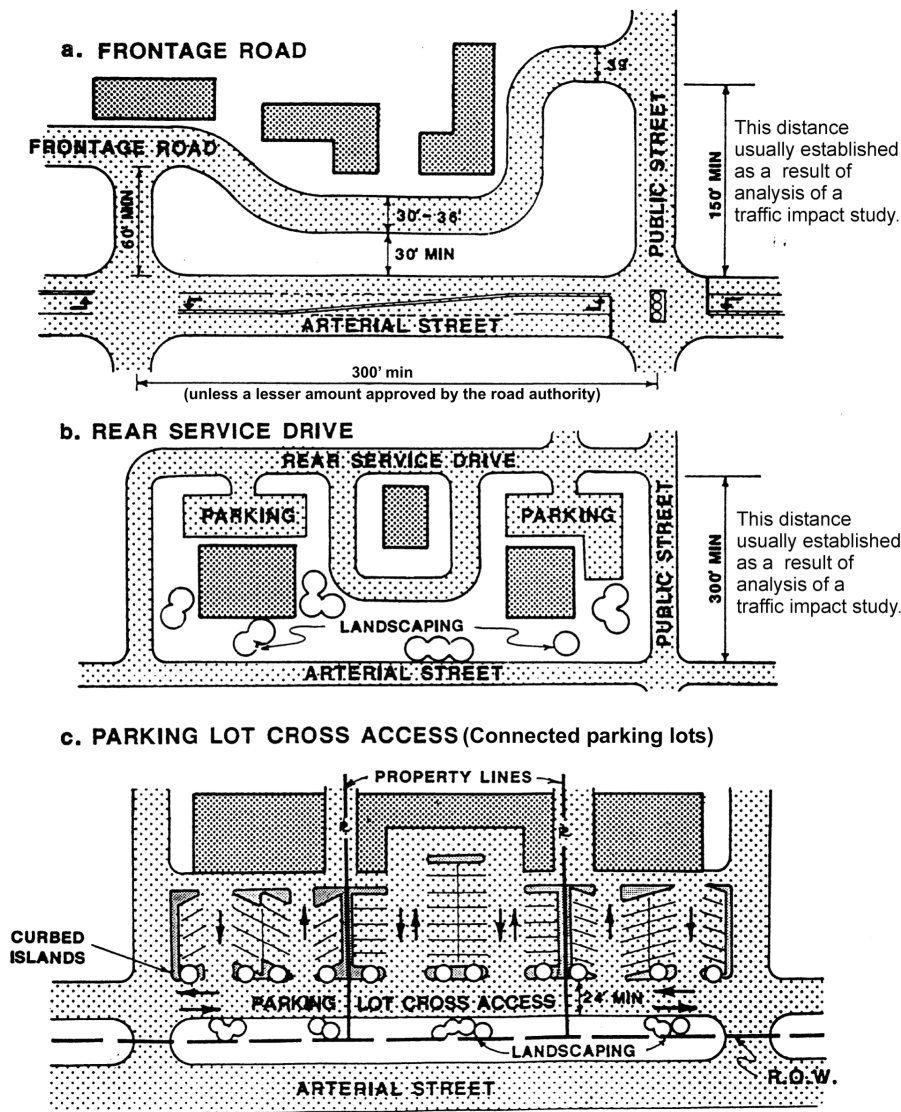 a. FRONTAGE ROAD
39'
FRONTAGE ROAD
60' MIN
30'-36'
30' MIN
PUBLIC STREET
150' MIN
This distance
usually established
as a result of
analysis of a
traffic impact study.
ARTERIAL STREET
300' min
(unless a lesser amount approved by the road authority)
b. REAR SERVICE DRIVE
REAR SERVICE DRIVE
PARKING
PARKING
LANDSCAPING
PUBLIC STREET
300' MIN
This distance
usually established
as a result of
analysis of a
traffic impact study.
ARTERIAL STREET
c. PARKING LOT CROSS ACCESS (Connected parking lots)
PROPERTY LINES
CURBED
ISLANDS
PARKING LOT CROSS ACCESS
24' MIN
LANDSCAPING
R.O.W.
ARTERIAL STREET